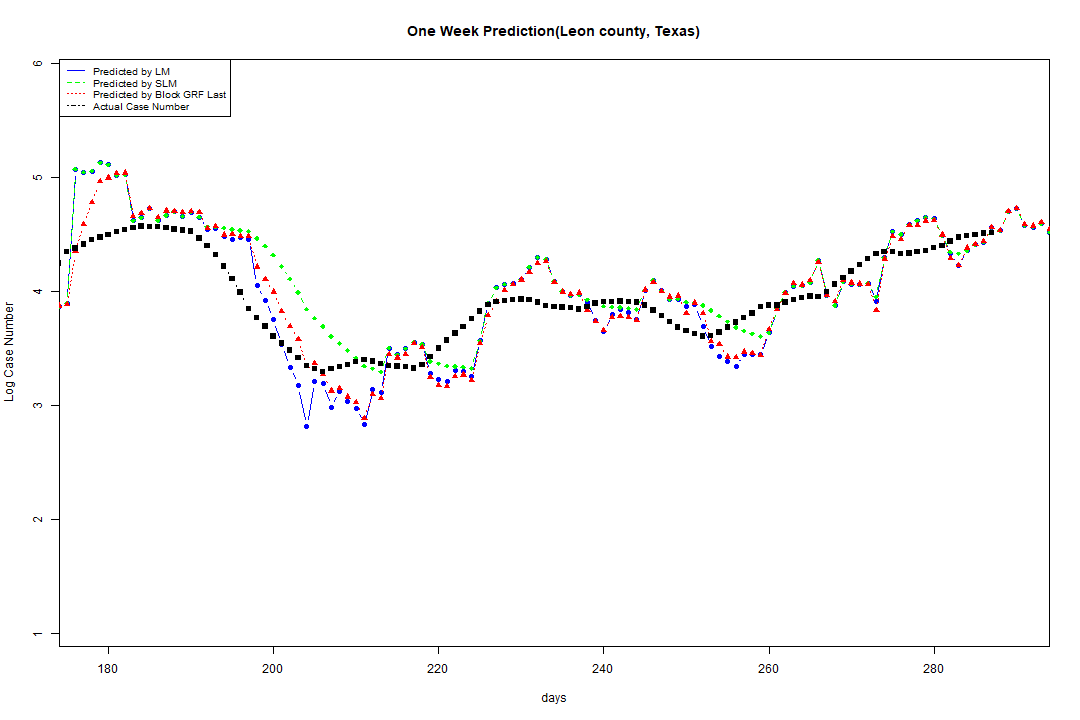 One Week Prediction(Leon county, Texas)
Predicted by LM
Predicted by SLM
Predicted by Block GRF Last
Actual Case Number
6
5
4
3
2
1
Log Case Number
180 200 220 240 260 280
days